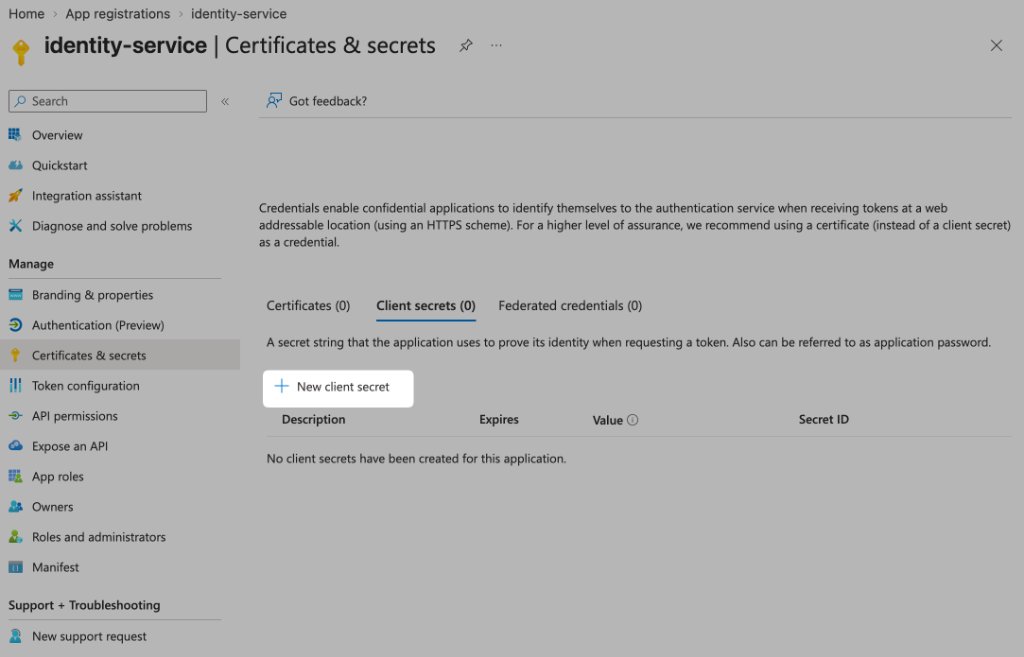 Home > App registrations > identity-service
identity-service | Certificates & secrets
Search
Overview
Quickstart
Integration assistant
Diagnose and solve problems
Manage
Branding & properties
Authentication (Preview)
Certificates & secrets
Token configuration
API permissions
Expose an API
App roles
Owners
Roles and administrators
Manifest
Support + Troubleshooting
New support request
Got feedback?
Credentials enable confidential applications to identify themselves to the authentication service when receiving tokens at a web
addressable location (using an HTTPS scheme). For a higher level of assurance, we recommend using a certificate (instead of a client secret)
as a credential.
Certificates (0) Client secrets (0) Federated credentials (0)
A secret string that the application uses to prove its identity when requesting a token. Also can be referred to as application password.
New client secret
Description Expires Value Secret ID
No client secrets have been created for this application.